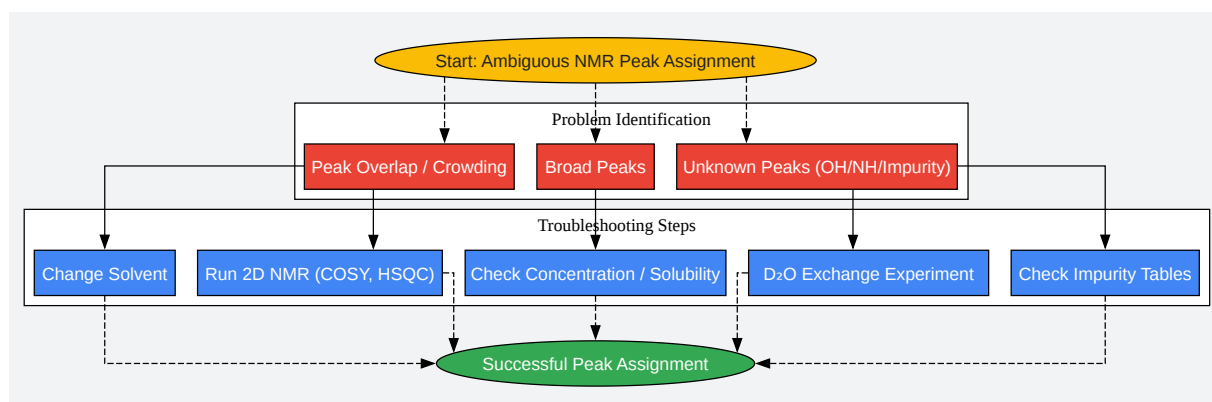 Start: Ambiguous NMR Peak Assignment
Problem Identification
Peak Overlap / Crowding
Broad Peaks
Unknown Peaks (OH/NH/Impurity)
Troubleshooting Steps
Change Solvent
Run 2D NMR (COSY, HSQC)
Check Concentration / Solubility
D₂O Exchange Experiment
Check Impurity Tables
Successful Peak Assignment